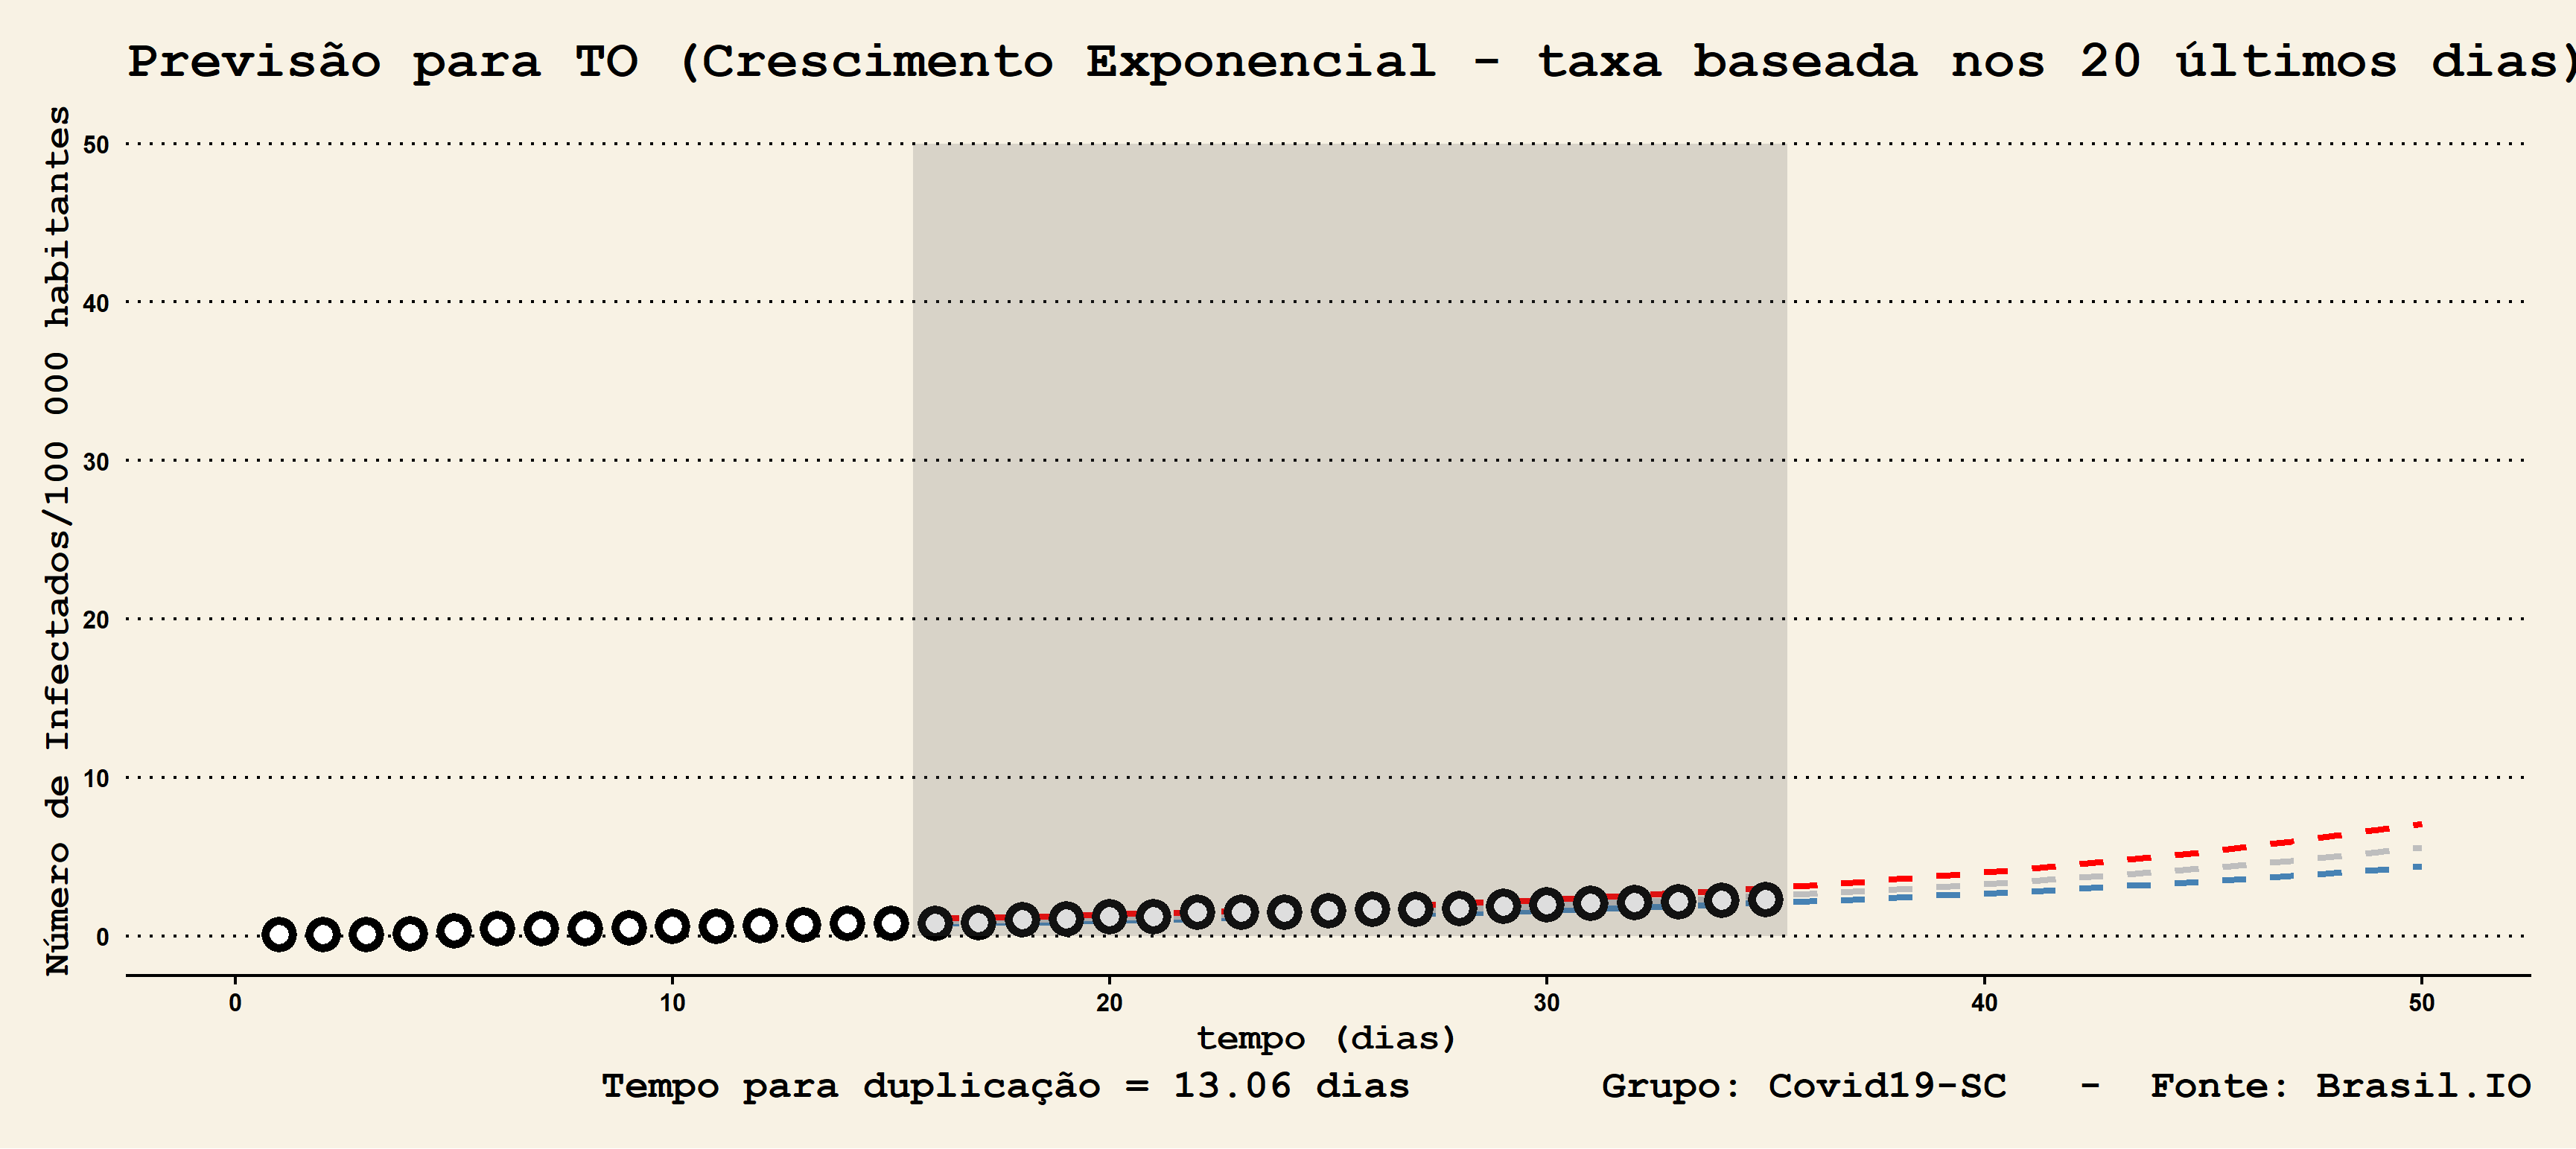 Previsão para TO (Crescimento Exponencial - taxa baseada nos 20 últimos dias)
Número de Infectados/100 000 habitantes
50
40
30
20
10
0
0 10 20 30 40 50
tempo (dias)
Tempo para duplicação = 13.06 dias Grupo: Covid19-SC - Fonte: Brasil.IO